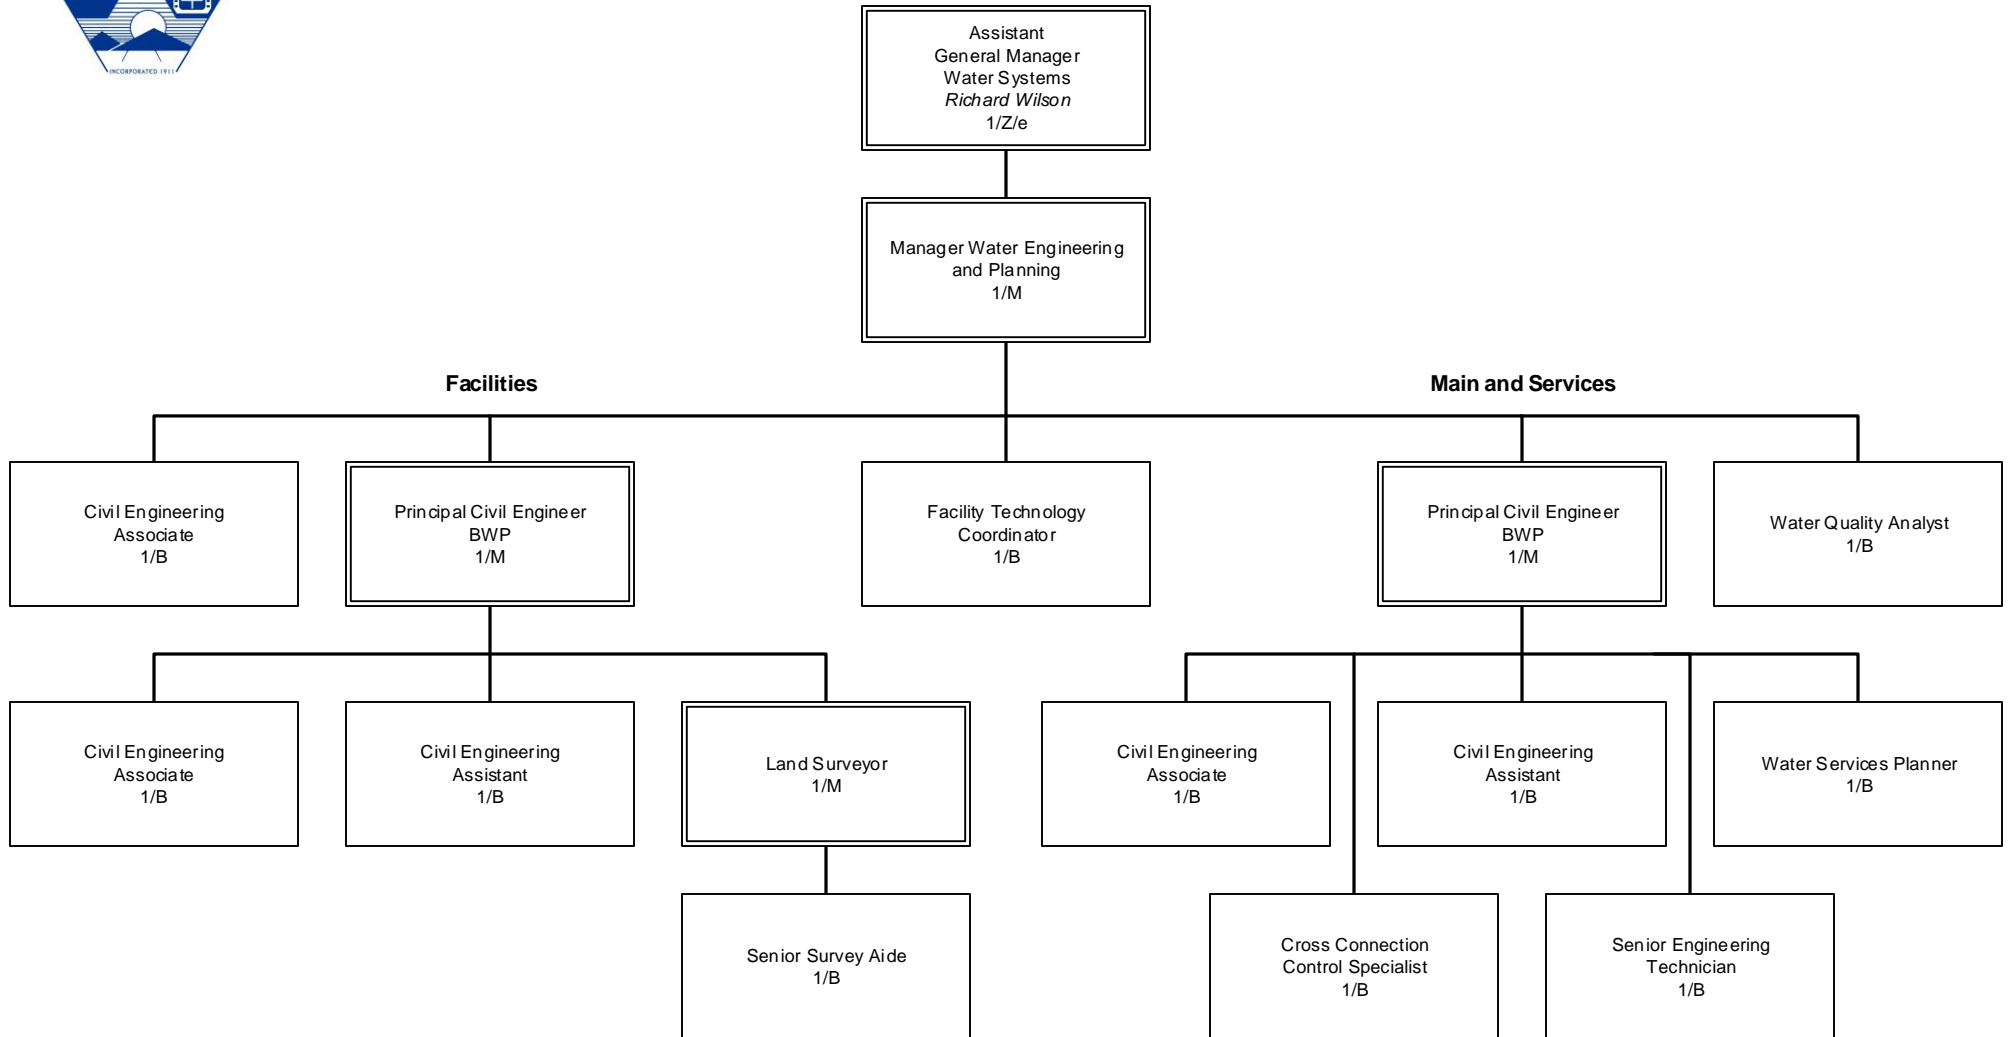 INCORPORATED 1911
Assistant
General Manager
Water Systems
Richard Wilson
1/Z/e
Manager Water Engineering
and Planning
1/M
Facilities
Main and Services
Civil Engineering
Associate
1/B
Principal Civil Engineer
BWP
1/M
Facility Technology
Coordinator
1/B
Principal Civil Engineer
BWP
1/M
Water Quality Analyst
1/B
Civil Engineering
Associate
1/B
Civil Engineering
Assistant
1/B
Land Surveyor
1/M
Civil Engineering
Associate
1/B
Civil Engineering
Assistant
1/B
Water Services Planner
1/B
Senior Survey Aide
1/B
Cross Connection
Control Specialist
1/B
Senior Engineering
Technician
1/B